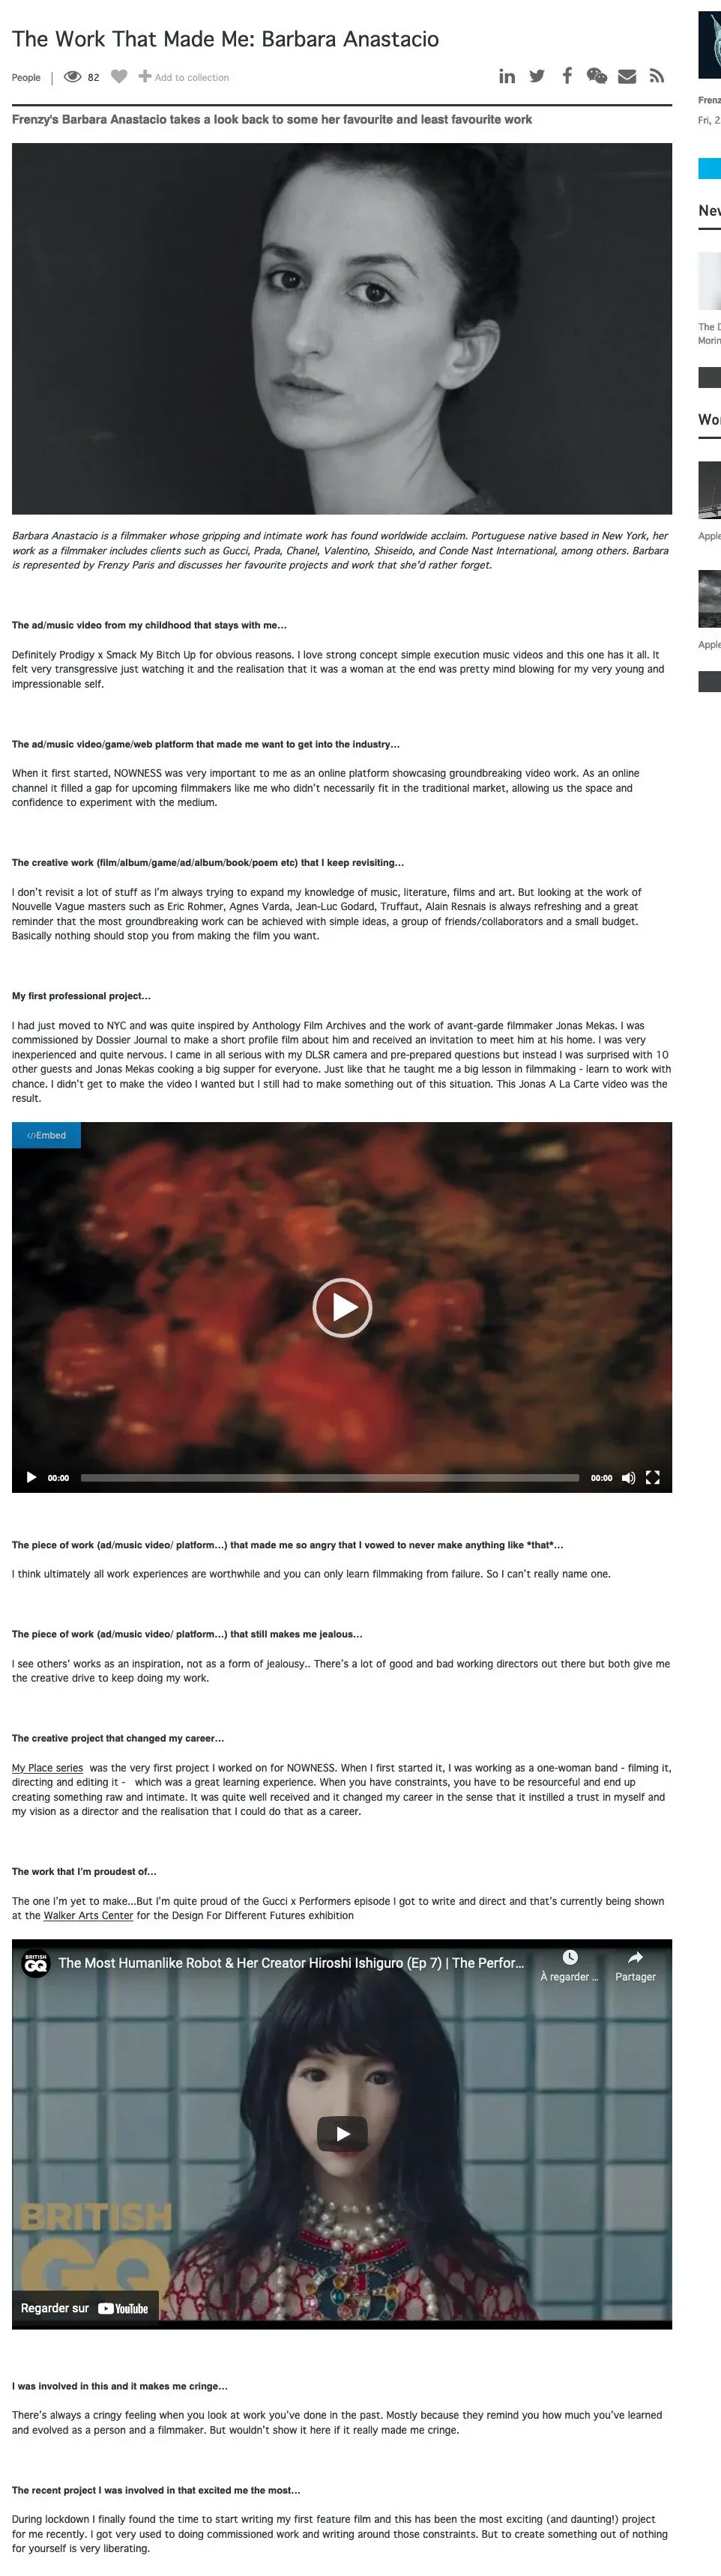 The Work That Made Me: Barbara Anastacio
People | 82 Add to collection
Frenzy's Barbara Anastacio takes a look back to some her favourite and least favourite work
Barbara Anastacio is a filmmaker whose gripping and intimate work has found worldwide acclaim. Portuguese native based in New York, her
work as a filmmaker includes clients such as Gucci, Prada, Chanel, Valentino, Shiseido, and Conde Nast International, among others. Barbara
is represented by Frenzy Paris and discusses her favourite projects and work that she'd rather forget.
The ad/music video from my childhood that stays with me...
Definitely Prodigy x Smack My Bitch Up for obvious reasons. I love strong concept simple execution music videos and this one has it all. It
felt very transgressive just watching it and the realisation that it was a woman at the end was pretty mind blowing for my very young and
impressionable self.
The ad/music video/game/web platform that made me want to get into the industry...
When it first started, NOWNESS was very important to me as an online platform showcasing groundbreaking video work. As an online
channel it filled a gap for upcoming filmmakers like me who didn't necessarily fit in the traditional market, allowing us the space and
confidence to experiment with the medium.
The creative work (film/album/game/ad/album/book/poem etc) that I keep revisiting...
I don't revisit a lot of stuff as I'm always trying to expand my knowledge of music, literature, films and art. But looking at the work of
Nouvelle Vague masters such as Eric Rohmer, Agnes Varda, Jean-Luc Godard, Truffaut, Alain Resnais is always refreshing and a great
reminder that the most groundbreaking work can be achieved with simple ideas, a group of friends/collaborators and a small budget.
Basically nothing should stop you from making the film you want.
My first professional project...
I had just moved to NYC and was quite inspired by Anthology Film Archives and the work of avant-garde filmmaker Jonas Mekas. I was
commissioned by Dossier Journal to make a short profile film about him and received an invitation to meet him at his home. I was very
inexperienced and quite nervous. I came in all serious with my DLSR camera and pre-prepared questions but instead I was surprised with 10
other guests and Jonas Mekas cooking a big supper for everyone. Just like that he taught me a big lesson in filmmaking - learn to work with
chance. I didn't get to make the video I wanted but I still had to make something out of this situation. This Jonas A La Carte video was the
result.
</>Embed
00:00 00:00
The piece of work (ad/music video/ platform...) that made me so angry that I vowed to never make anything like *that*...
I think ultimately all work experiences are worthwhile and you can only learn filmmaking from failure. So I can't really name one.
The piece of work (ad/music video/ platform...) that still makes me jealous...
I see others' works as an inspiration, not as a form of jealousy.. There's a lot of good and bad working directors out there but both give me
the creative drive to keep doing my work.
The creative project that changed my career...
My Place series was the very first project I worked on for NOWNESS. When I first started it, I was working as a one-woman band - filming it,
directing and editing it - which was a great learning experience. When you have constraints, you have to be resourceful and end up
creating something raw and intimate. It was quite well received and it changed my career in the sense that it instilled a trust in myself and
my vision as a director and the realisation that I could do that as a career.
The work that I'm proudest of...
The one I'm yet to make...But I'm quite proud of the Gucci x Performers episode I got to write and direct and that's currently being shown
at the Walker Arts Center for the Design For Different Futures exhibition
BRITISH GQ The Most Humanlike Robot & Her Creator Hiroshi Ishiguro (Ep 7) | The Perfor...
À regarder ... Partager
BRITISH
GQ
Regarder sur YouTube
I was involved in this and it makes me cringe...
There's always a cringy feeling when you look at work you've done in the past. Mostly because they remind you how much you've learned
and evolved as a person and a filmmaker. But wouldn't show it here if it really made me cringe.
The recent project I was involved in that excited me the most...
During lockdown I finally found the time to start writing my first feature film and this has been the most exciting (and daunting!) project
for me recently. I got very used to doing commissioned work and writing around those constraints. But to create something out of nothing
for yourself is very liberating.
Frenz
Fri, 2
Nev
The D
Marin
Wo
Apple
Apple